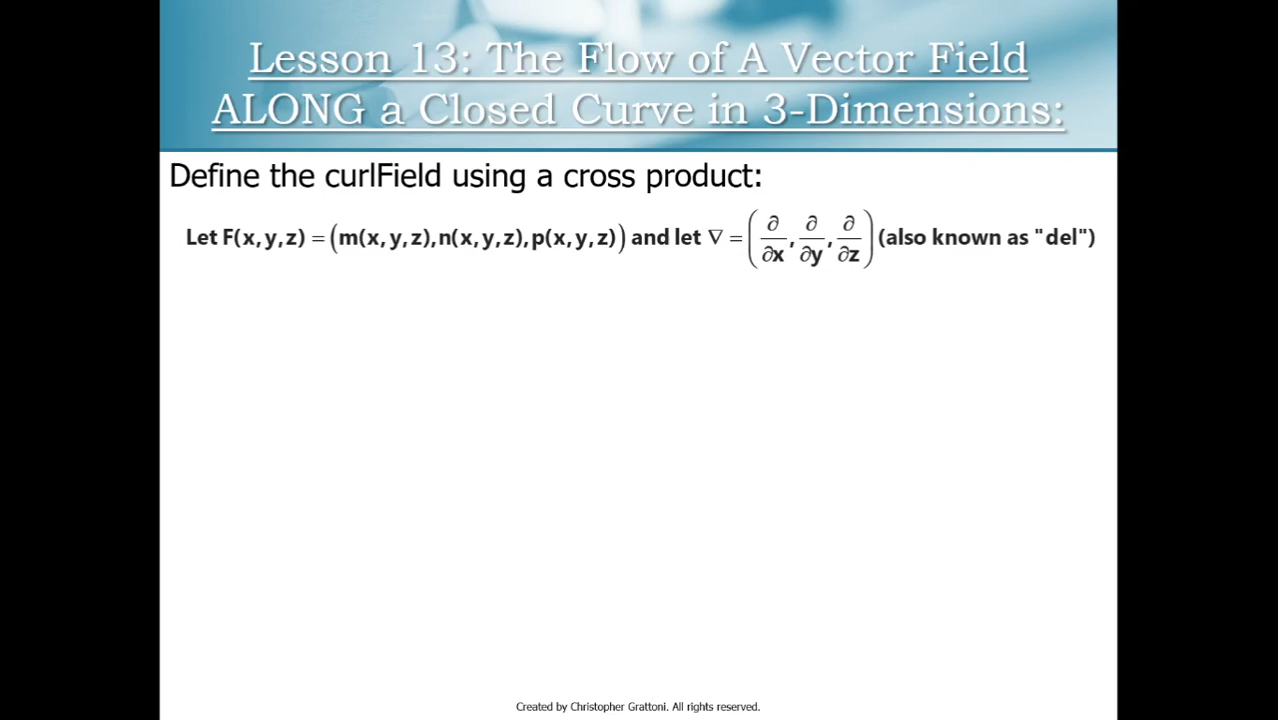 Lesson 13: The Flow of A Vector Field
ALONG a Closed Curve in 3-Dimensions:
Define the curlField using a cross product:
Let F(x,y,z) = (m(x,y,z),n(x,y,z),p(x,y,z)) and let ∇ = (∂/∂x, ∂/∂y, ∂/∂z) (also known as "del")
Created by Christopher Grattoni. All rights reserved.